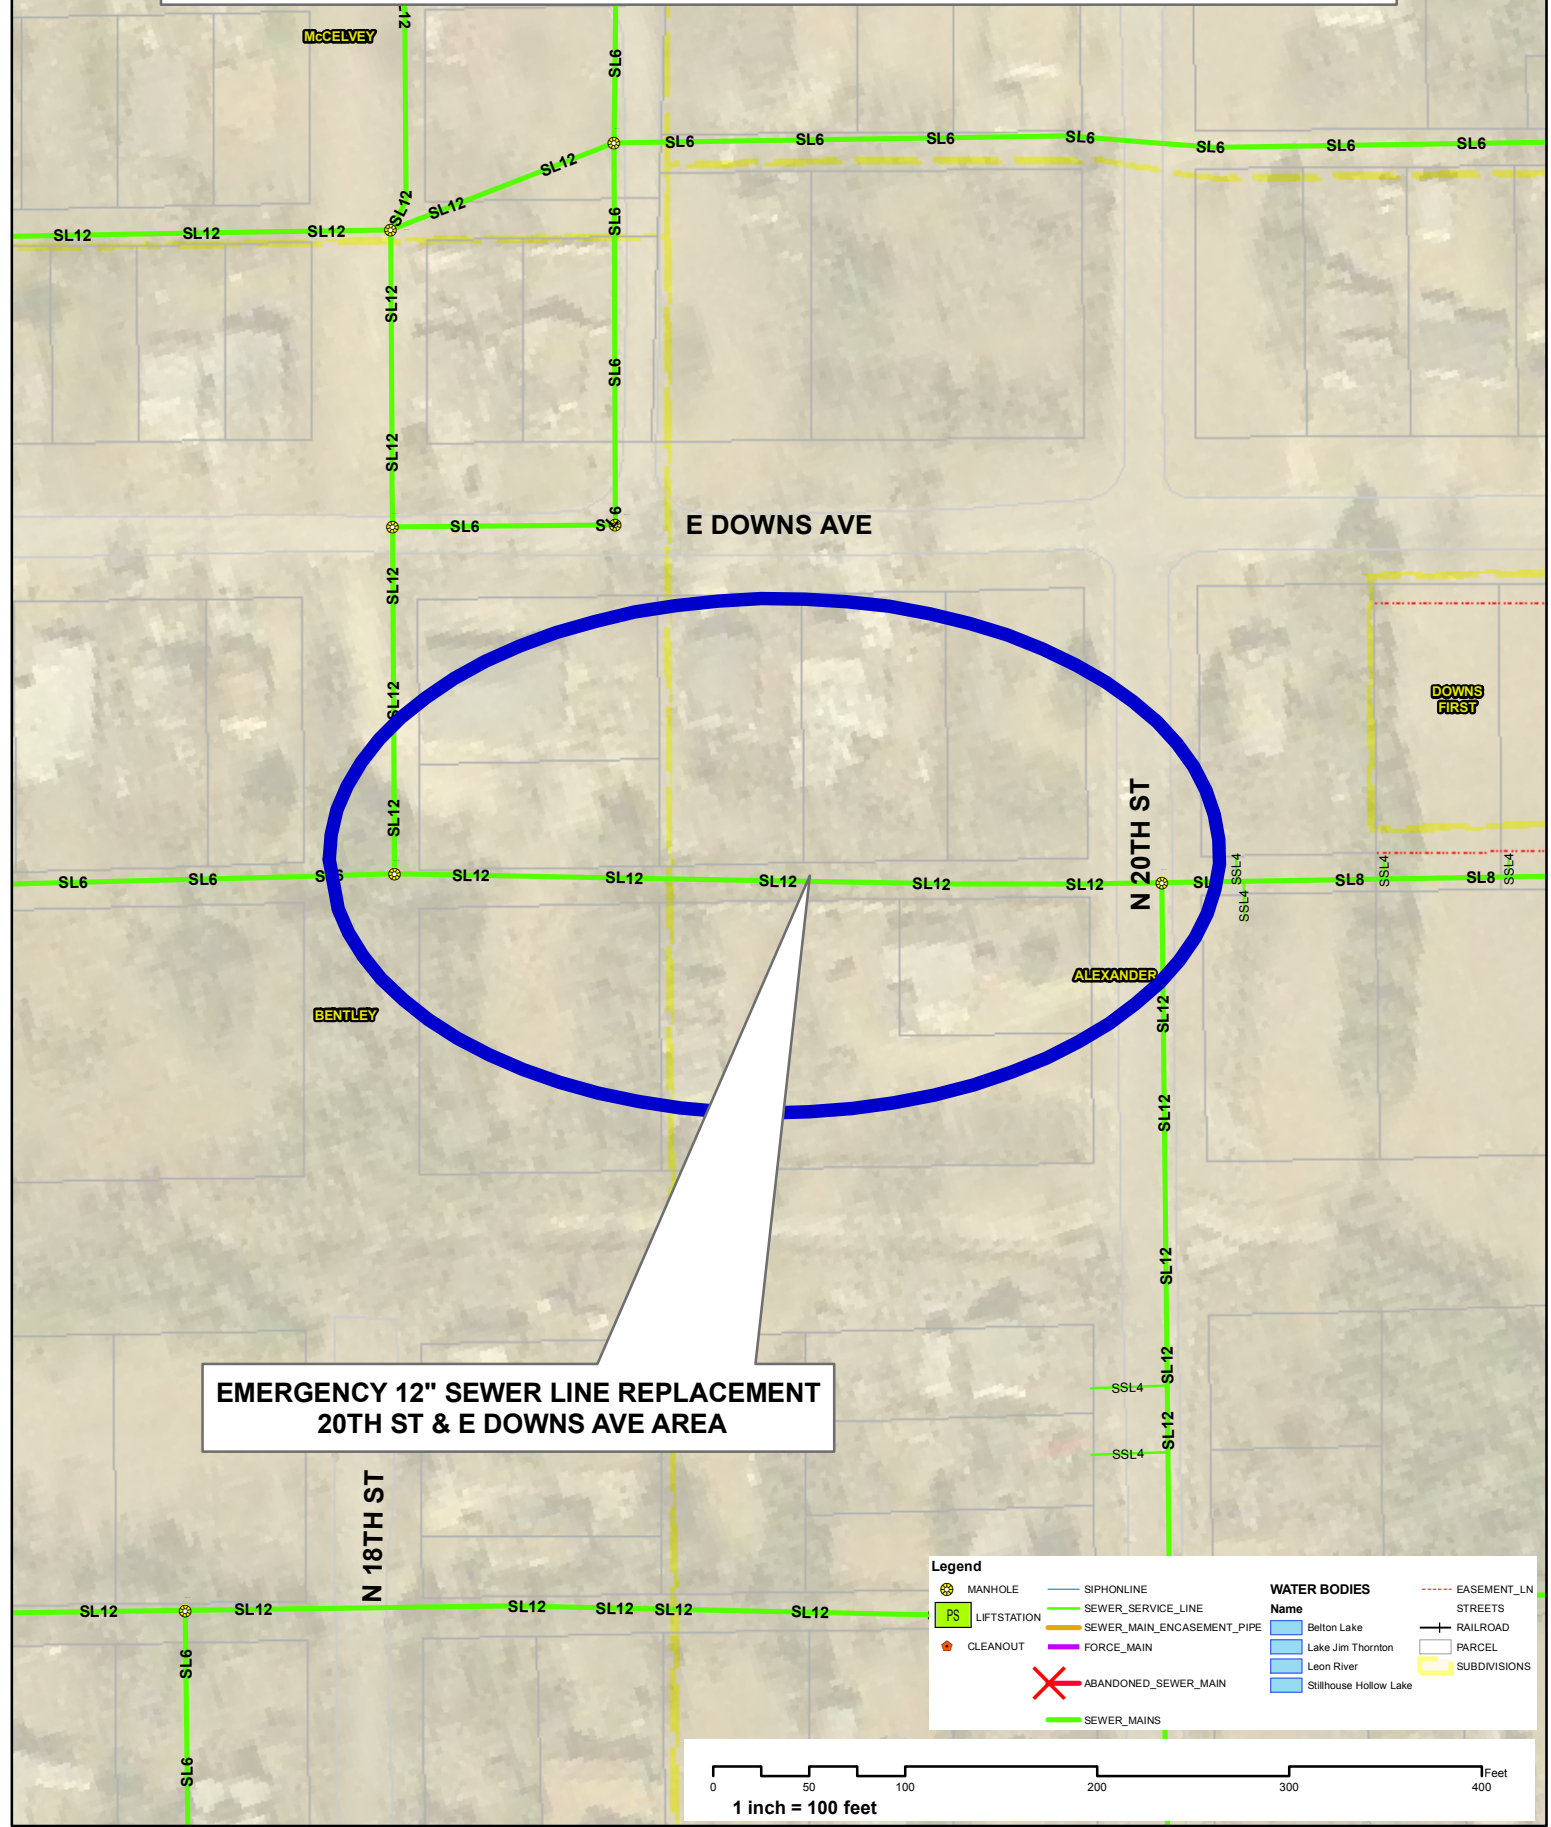 SL12
McCELVEY
SL6
SL6
SL6
SL6
SL6
SL6
SL6
SL6
SL12
SL12
SL12
SL12
SL12
SL12
SL6
SL12
SL6
SL12
SL6
E DOWNS AVE
SL12
SL12
DOWNS
FIRST
SL12
N 20TH ST
SL6
SL6
SL12
SL12
SL12
SL12
SL12
SSL4
SSL4
SL8
SSL4
SL8
SSL4
ALEXANDER
BENTLEY
SL12
SL12
SL12
SL12
SSL4
EMERGENCY 12" SEWER LINE REPLACEMENT
20TH ST & E DOWNS AVE AREA
SL12
SSL4
N 18TH ST
SL12
SL12
SL12
SL12
SL12
SL12
SL6
SL6
Legend
MANHOLE
PS
LIFTSTATION
CLEANOUT
SIPHONLINE
SEWER_SERVICE_LINE
SEWER_MAIN_ENCASEMENT_PIPE
FORCE_MAIN
ABANDONED_SEWER_MAIN
SEWER_MAINS
WATER BODIES
Name
Belton Lake
Lake Jim Thornton
Leon River
Stillhouse Hollow Lake
EASEMENT_LN
STREETS
RAILROAD
PARCEL
SUBDIVISIONS
0 50 100 200 300 400
Feet
1 inch = 100 feet